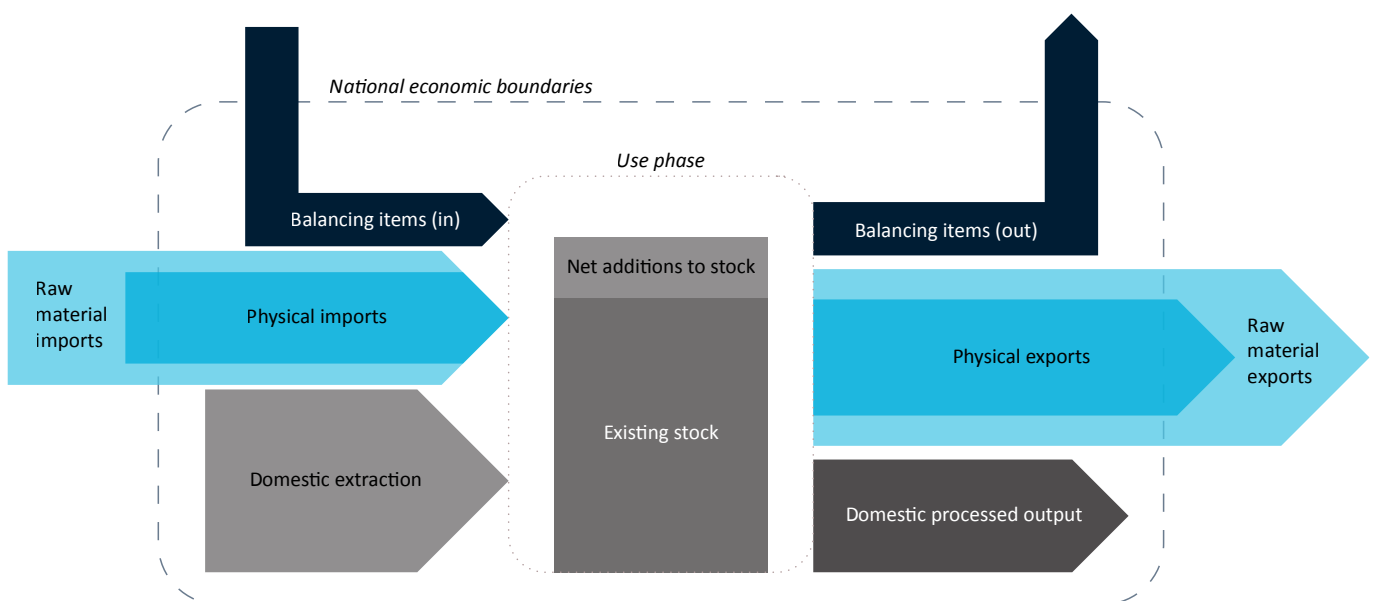 National economic boundaries
Use phase
Balancing items (in)
Balancing items (out)
Net additions to stock
Raw
material
imports
Physical imports
Physical exports
Raw
material
exports
Existing stock
Domestic extraction
Domestic processed output